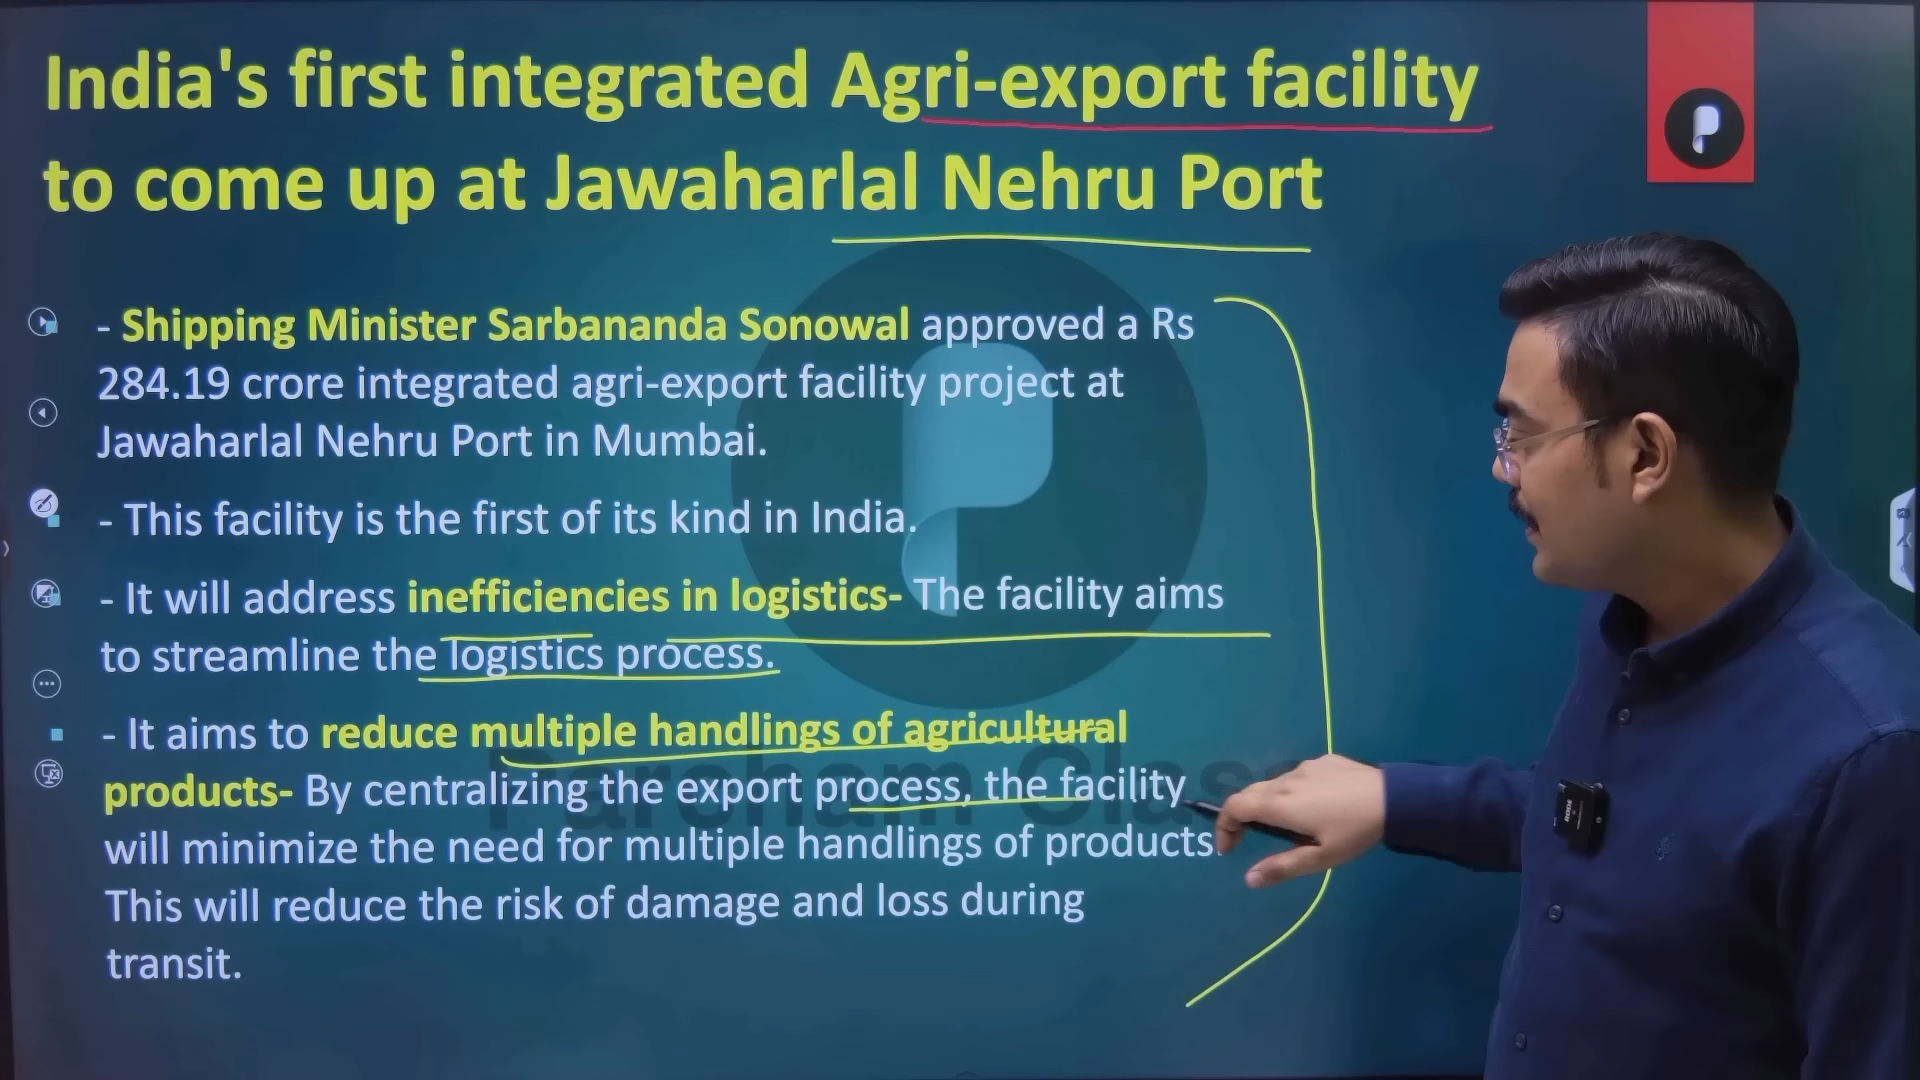 India's first integrated Agri-export facility
to come up at Jawaharlal Nehru Port
- Shipping Minister Sarbananda Sonowal approved a Rs
284.19 crore integrated agri-export facility project at
Jawaharlal Nehru Port in Mumbai.
- This facility is the first of its kind in India.
- It will address inefficiencies in logistics- The facility aims
to streamline the logistics process.
- It aims to reduce multiple handlings of agricultural
products- By centralizing the export process, the facility
will minimize the need for multiple handlings of products.
This will reduce the risk of damage and loss during
transit.
RODE